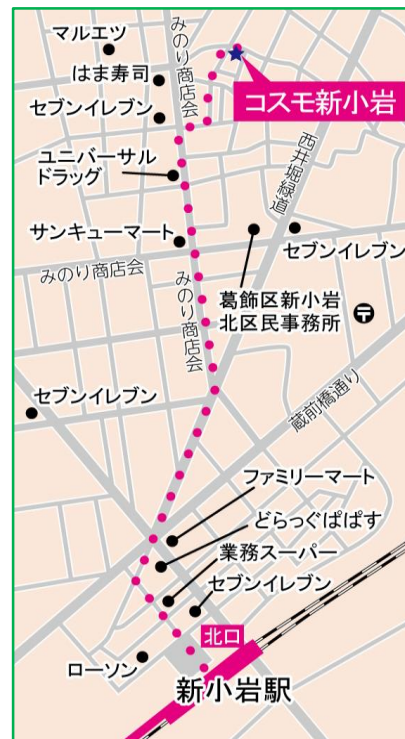 マルエツ
みのり商店会
はま寿司
セブンイレブン
コスモ新小岩
ユニバーサル
ドラッグ
西井堀緑道
サンキューマート
セブンイレブン
みのり商店会
みのり商店会
葛飾区新小岩
北区民事務所
〒
セブンイレブン
蔵前橋通り
ファミリーマート
どらっぐぱぱす
業務スーパー
セブンイレブン
北口
ローソン
新小岩駅